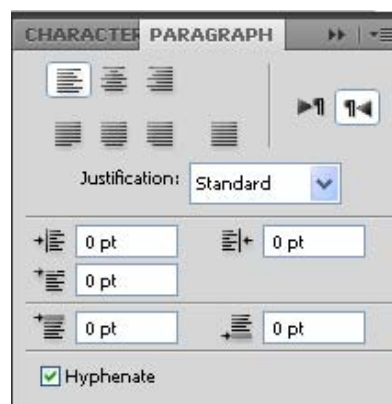 CHARACTER PARAGRAPH
Justification: Standard
0 pt 0 pt
0 pt
0 pt 0 pt
Hyphenate